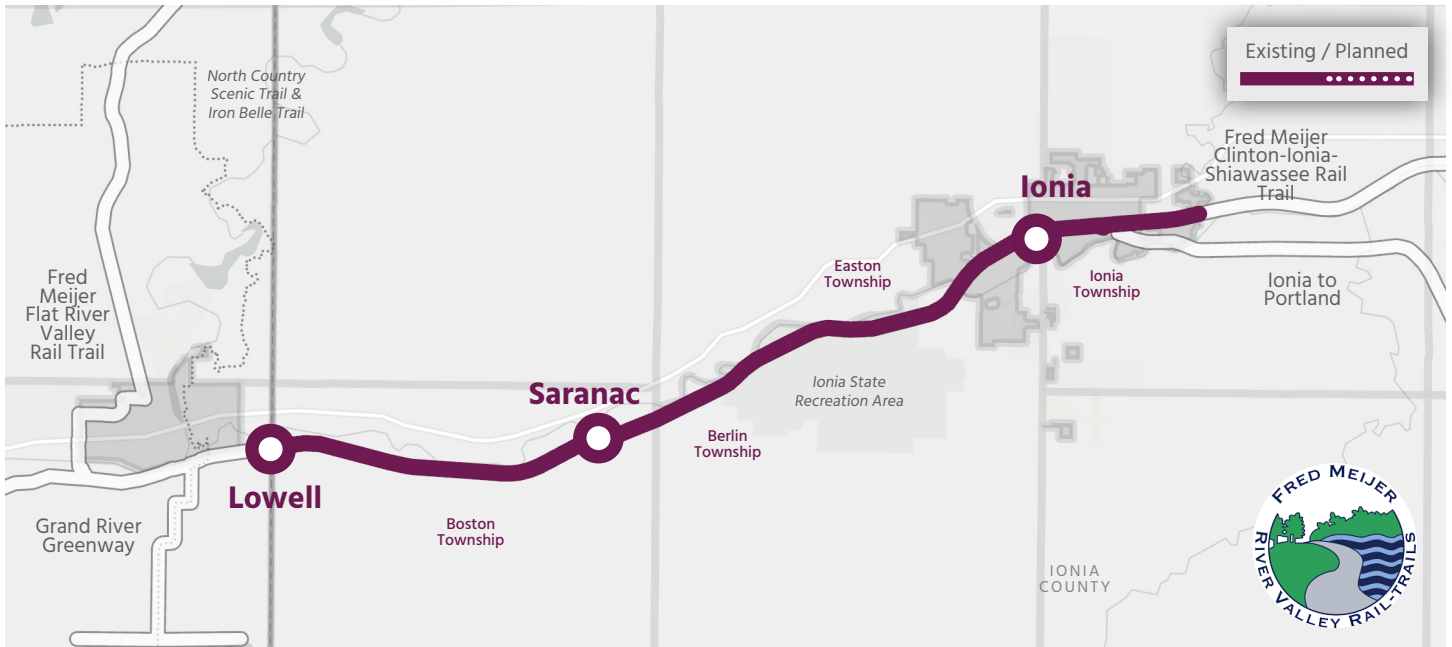 Existing / Planned
North Country
Scenic Trail &
Iron Belle Trail
Fred Meijer
Clinton-Ionia-
Shiawassee Rail
Trail
Ionia
Easton
Township
Ionia
Township
Ionia to
Portland
Fred
Meijer
Flat River
Valley
Rail Trail
Saranac
Ionia State
Recreation Area
Berlin
Township
Lowell
Grand River
Greenway
Boston
Township
IONIA
COUNTY
FRED MEIJER
RIVER VALLEY RAIL-TRAILS